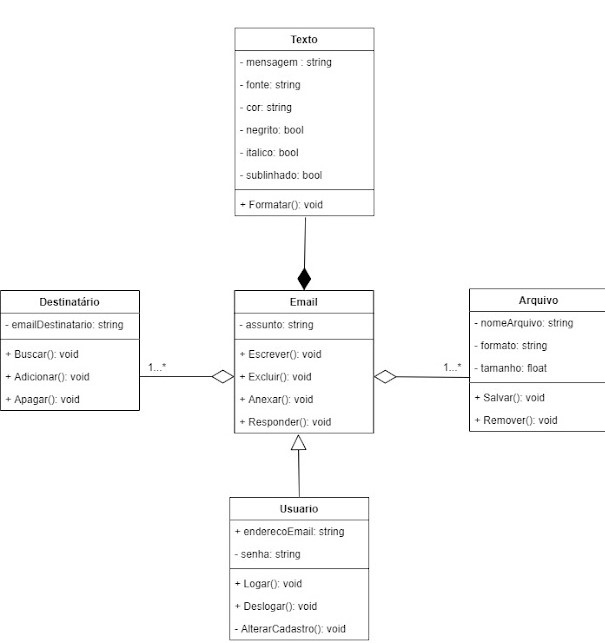 Texto
- mensagem : string
- fonte: string
- cor: string
- negrito: bool
- italico: bool
- sublinhado: bool
+ Formatar(): void
Destinatário
- emailDestinatario: string
+ Buscar(): void
+ Adicionar(): void
+ Apagar(): void
1...*
Email
- assunto: string
+ Escrever(): void
+ Excluir(): void
+ Anexar(): void
+ Responder(): void
1...*
Arquivo
- nomeArquivo: string
- formato: string
- tamanho: float
+ Salvar(): void
+ Remover(): void
Usuario
+ enderecoEmail: string
- senha: string
+ Logar(): void
+ Deslogar(): void
- AlterarCadastro(): void